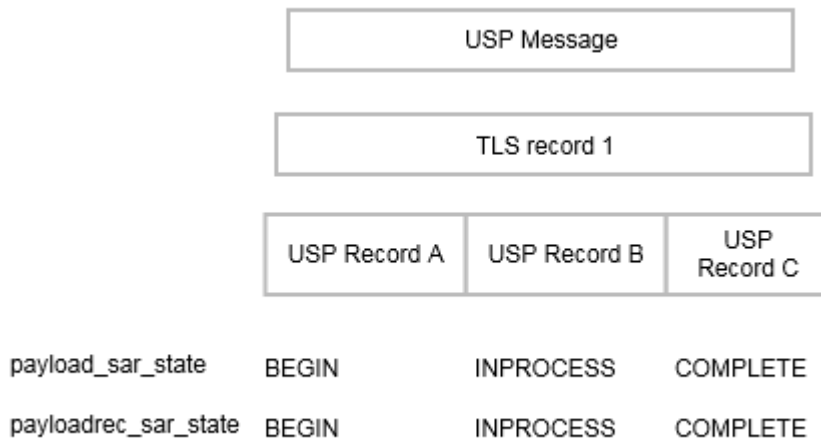 USP Message
TLS record 1
USP Record A USP Record B USP
Record C
payload_sar_state BEGIN INPROCESS COMPLETE
payloadrec_sar_state BEGIN INPROCESS COMPLETE